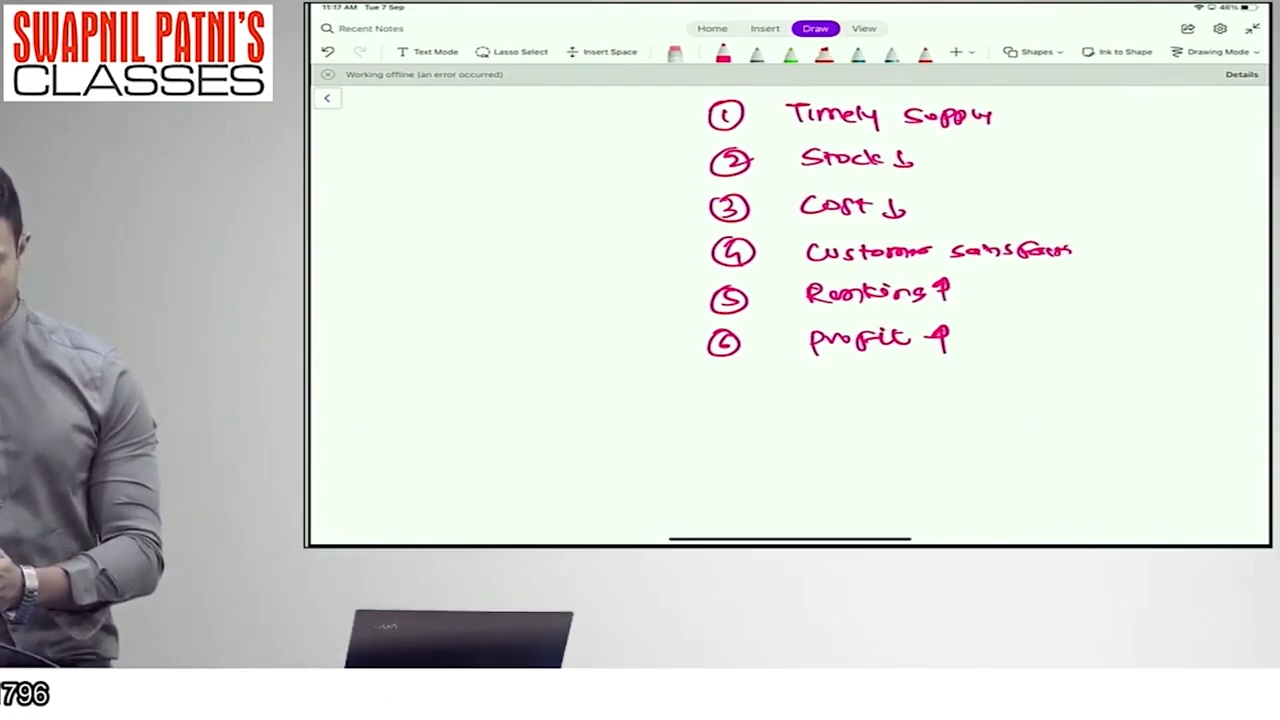 SWAPNIL PATNI'S
CLASSES
11:17 AM Tue 7 Sep
46%
Recent Notes
Home Insert Draw View
Text Mode Lasso Select Insert Space Shapes Ink to Shape Drawing Mode
Working offline (an error occurred) Details
1 Timely supply
2 Stock ↓
3 Cost ↓
4 Customer
5 Ranking ↑
6 Profit ↑
1796